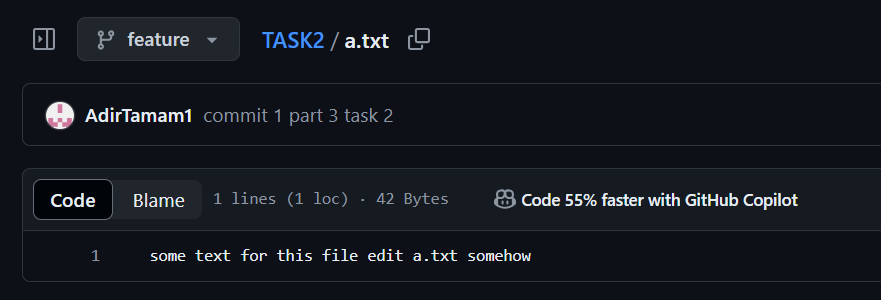 feature TASK2 / a.txt
AdirTamam1 commit 1 part 3 task 2
Code Blame 1 lines (1 loc) · 42 Bytes Code 55% faster with GitHub Copilot
1 some text for this file edit a.txt somehow